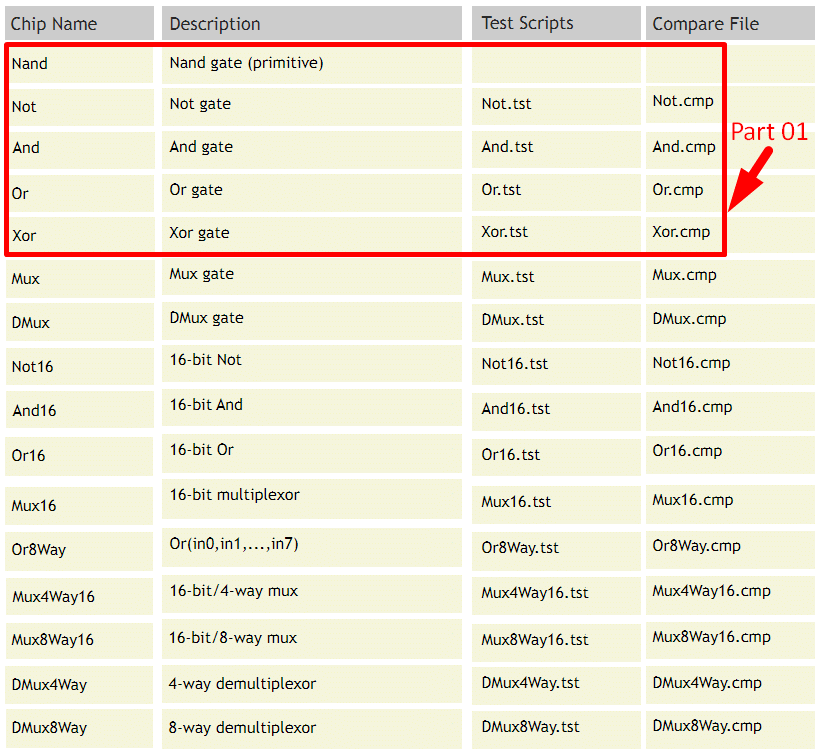 Chip Name Description Test Scripts Compare File
Nand Nand gate (primitive)
Not Not gate Not.tst Not.cmp
And And gate And.tst And.cmp
Part 01
Or Or gate Or.tst Or.cmp
Xor Xor gate Xor.tst Xor.cmp
Mux Mux gate Mux.tst Mux.cmp
DMux DMux gate DMux.tst DMux.cmp
Not16 16-bit Not Not16.tst Not16.cmp
And16 16-bit And And16.tst And16.cmp
Or16 16-bit Or Or16.tst Or16.cmp
Mux16 16-bit multiplexor Mux16.tst Mux16.cmp
Or8Way Or(in0,in1,...,in7) Or8Way.tst Or8Way.cmp
Mux4Way16 16-bit/4-way mux Mux4Way16.tst Mux4Way16.cmp
Mux8Way16 16-bit/8-way mux Mux8Way16.tst Mux8Way16.cmp
DMux4Way 4-way demultiplexor DMux4Way.tst DMux4Way.cmp
DMux8Way 8-way demultiplexor DMux8Way.tst DMux8Way.cmp